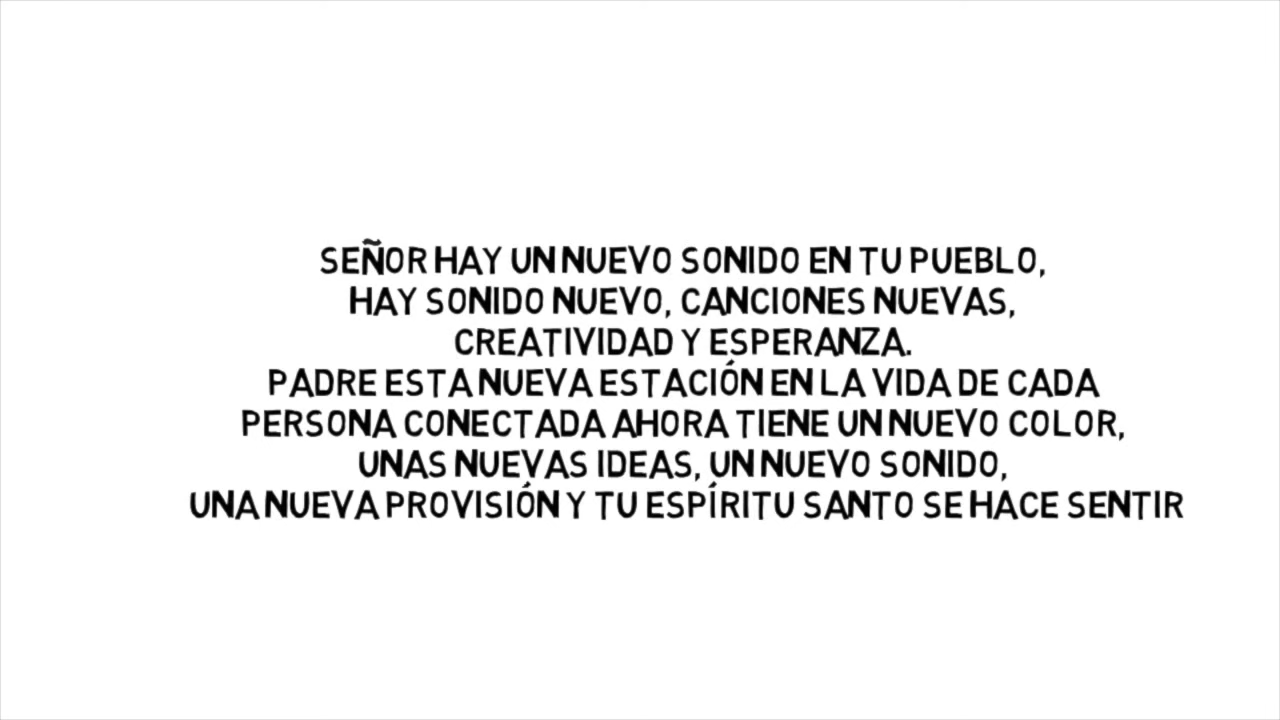 SEÑOR HAY UN NUEVO SONIDO EN TU PUEBLO,
HAY SONIDO NUEVO, CANCIONES NUEVAS,
CREATIVIDAD Y ESPERANZA.
PADRE ESTA NUEVA ESTACIÓN EN LA VIDA DE CADA
PERSONA CONECTADA AHORA TIENE UN NUEVO COLOR,
UNAS NUEVAS IDEAS, UN NUEVO SONIDO,
UNA NUEVA PROVISIÓN Y TU ESPÍRITU SANTO SE HACE SENTIR